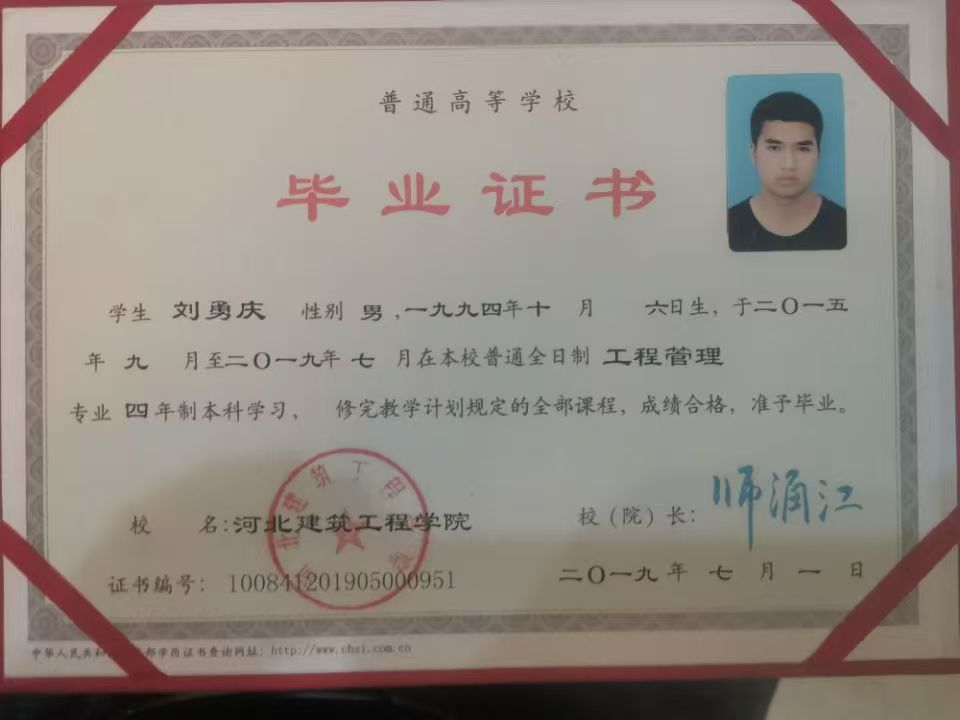 普通高等学校
毕业证书
学生 刘勇庆 性别 男 ,一九九四年十 月 六日生，于二〇一五
年 九 月至二〇一九年 七 月在本校普通全日制 工程管理
专业 四年制本科学习， 修完教学计划规定的全部课程，成绩合格，准予毕业。
校 名:河北建筑工程学院
校（院）长: 师涌江
证书编号: 100841201905000951
二〇一九年 七 月 一 日
中华人民共和 部学历证书查询网址: http://www.chsi.com.cn